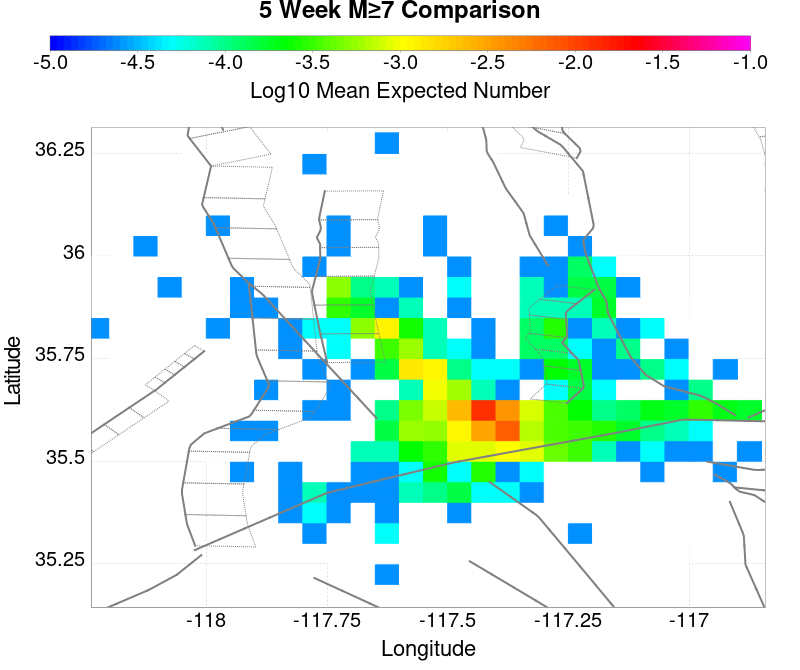 5 Week M≥7 Comparison
-5.0 -4.5 -4.0 -3.5 -3.0 -2.5 -2.0 -1.5 -1.0
Log10 Mean Expected Number
36.25
36
35.75
35.5
35.25
Latitude
-118 -117.75 -117.5 -117.25 -117
Longitude